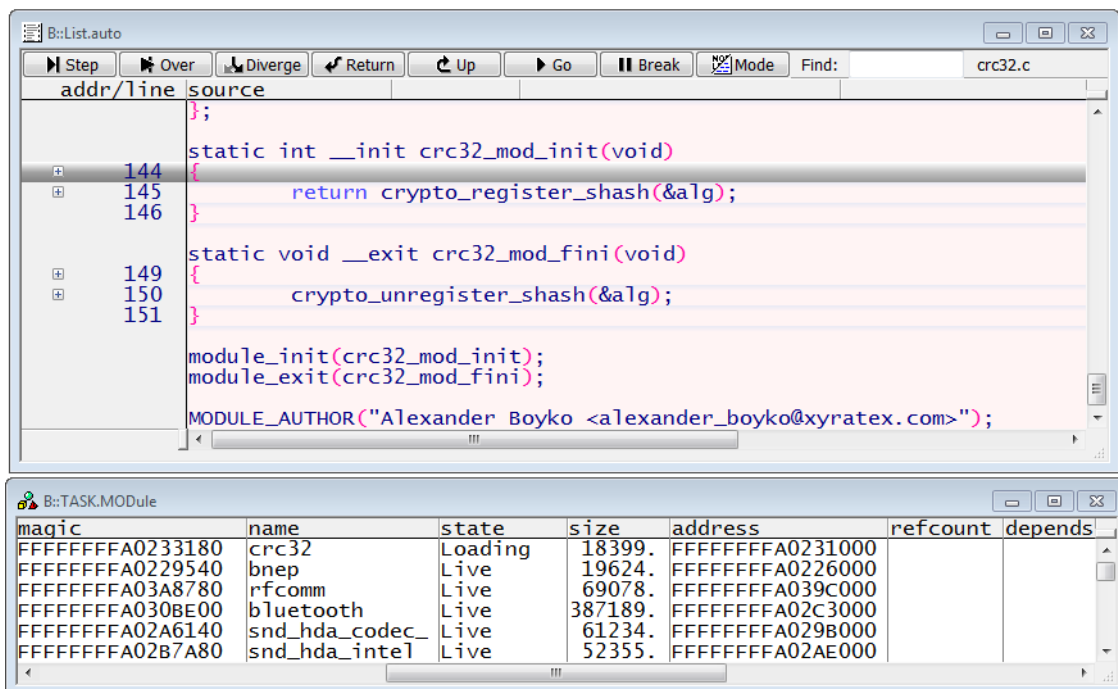 B::List.auto
Step Over Diverge Return Up Go Break Mode Find: crc32.c
addr/line source
};
static int __init crc32_mod_init(void)
144 {
145 return crypto_register_shash(&alg);
146 }
static void __exit crc32_mod_fini(void)
149 {
150 crypto_unregister_shash(&alg);
151 }
module_init(crc32_mod_init);
module_exit(crc32_mod_fini);
MODULE_AUTHOR("Alexander Boyko <alexander_boyko@xyratex.com>");
B::TASK.MODule
magic name state size address refcount depends
FFFFFFFFA0233180 crc32 Loading 18399. FFFFFFFFA0231000
FFFFFFFFA0229540 bnep Live 19624. FFFFFFFFA0226000
FFFFFFFFA03A8780 rfcomm Live 69078. FFFFFFFFA039C000
FFFFFFFFA030BE00 bluetooth Live 387189. FFFFFFFFA02C3000
FFFFFFFFA02A6140 snd_hda_codec_ Live 61234. FFFFFFFFA029B000
FFFFFFFFA02B7A80 snd_hda_intel Live 52355. FFFFFFFFA02AE000